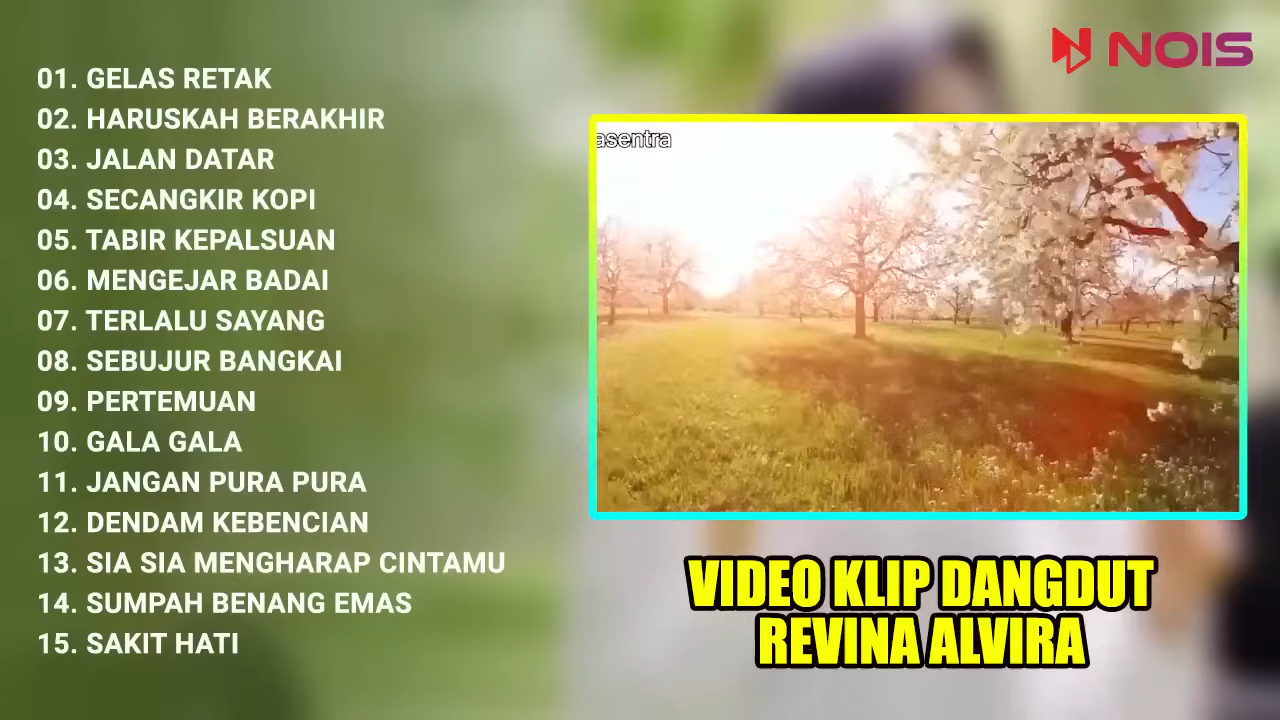 01. GELAS RETAK
02. HARUSKAH BERAKHIR
03. JALAN DATAR
04. SECANGKIR KOPI
05. TABIR KEPALSUAN
06. MENGEJAR BADAI
07. TERLALU SAYANG
08. SEBUJUR BANGKAI
09. PERTEMUAN
10. GALA GALA
11. JANGAN PURA PURA
12. DENDAM KEBENCIAN
13. SIA SIA MENGHARAP CINTAMU
14. SUMPAH BENANG EMAS
15. SAKIT HATI
NOIS
asentra
VIDEO KLIP DANGDUT
REVINA ALVIRA